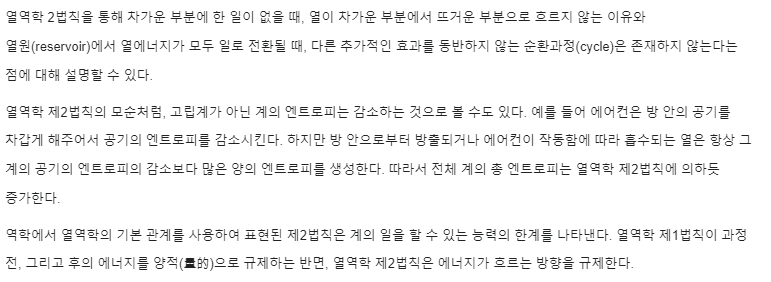 열역학 2법칙을 통해 차가운 부분에 한 일이 없을 때, 열이 차가운 부분에서 뜨거운 부분으로 흐르지 않는 이유와
열원(reservoir)에서 열에너지가 모두 일로 전환될 때, 다른 추가적인 효과를 동반하지 않는 순환과정(cycle)은 존재하지 않는다는
점에 대해 설명할 수 있다.
열역학 제2법칙의 모순처럼, 고립계가 아닌 계의 엔트로피는 감소하는 것으로 볼 수도 있다. 예를 들어 에어컨은 방 안의 공기를
차갑게 해주어서 공기의 엔트로피를 감소시킨다. 하지만 방 안으로부터 방출되거나 에어컨이 작동함에 따라 흡수되는 열은 항상 그
계의 공기의 엔트로피의 감소보다 많은 양의 엔트로피를 생성한다. 따라서 전체 계의 총 엔트로피는 열역학 제2법칙에 의하듯
증가한다.
역학에서 열역학의 기본 관계를 사용하여 표현된 제2법칙은 계의 일을 할 수 있는 능력의 한계를 나타낸다. 열역학 제1법칙이 과정
전, 그리고 후의 에너지를 양적(量的)으로 규제하는 반면, 열역학 제2법칙은 에너지가 흐르는 방향을 규제한다.